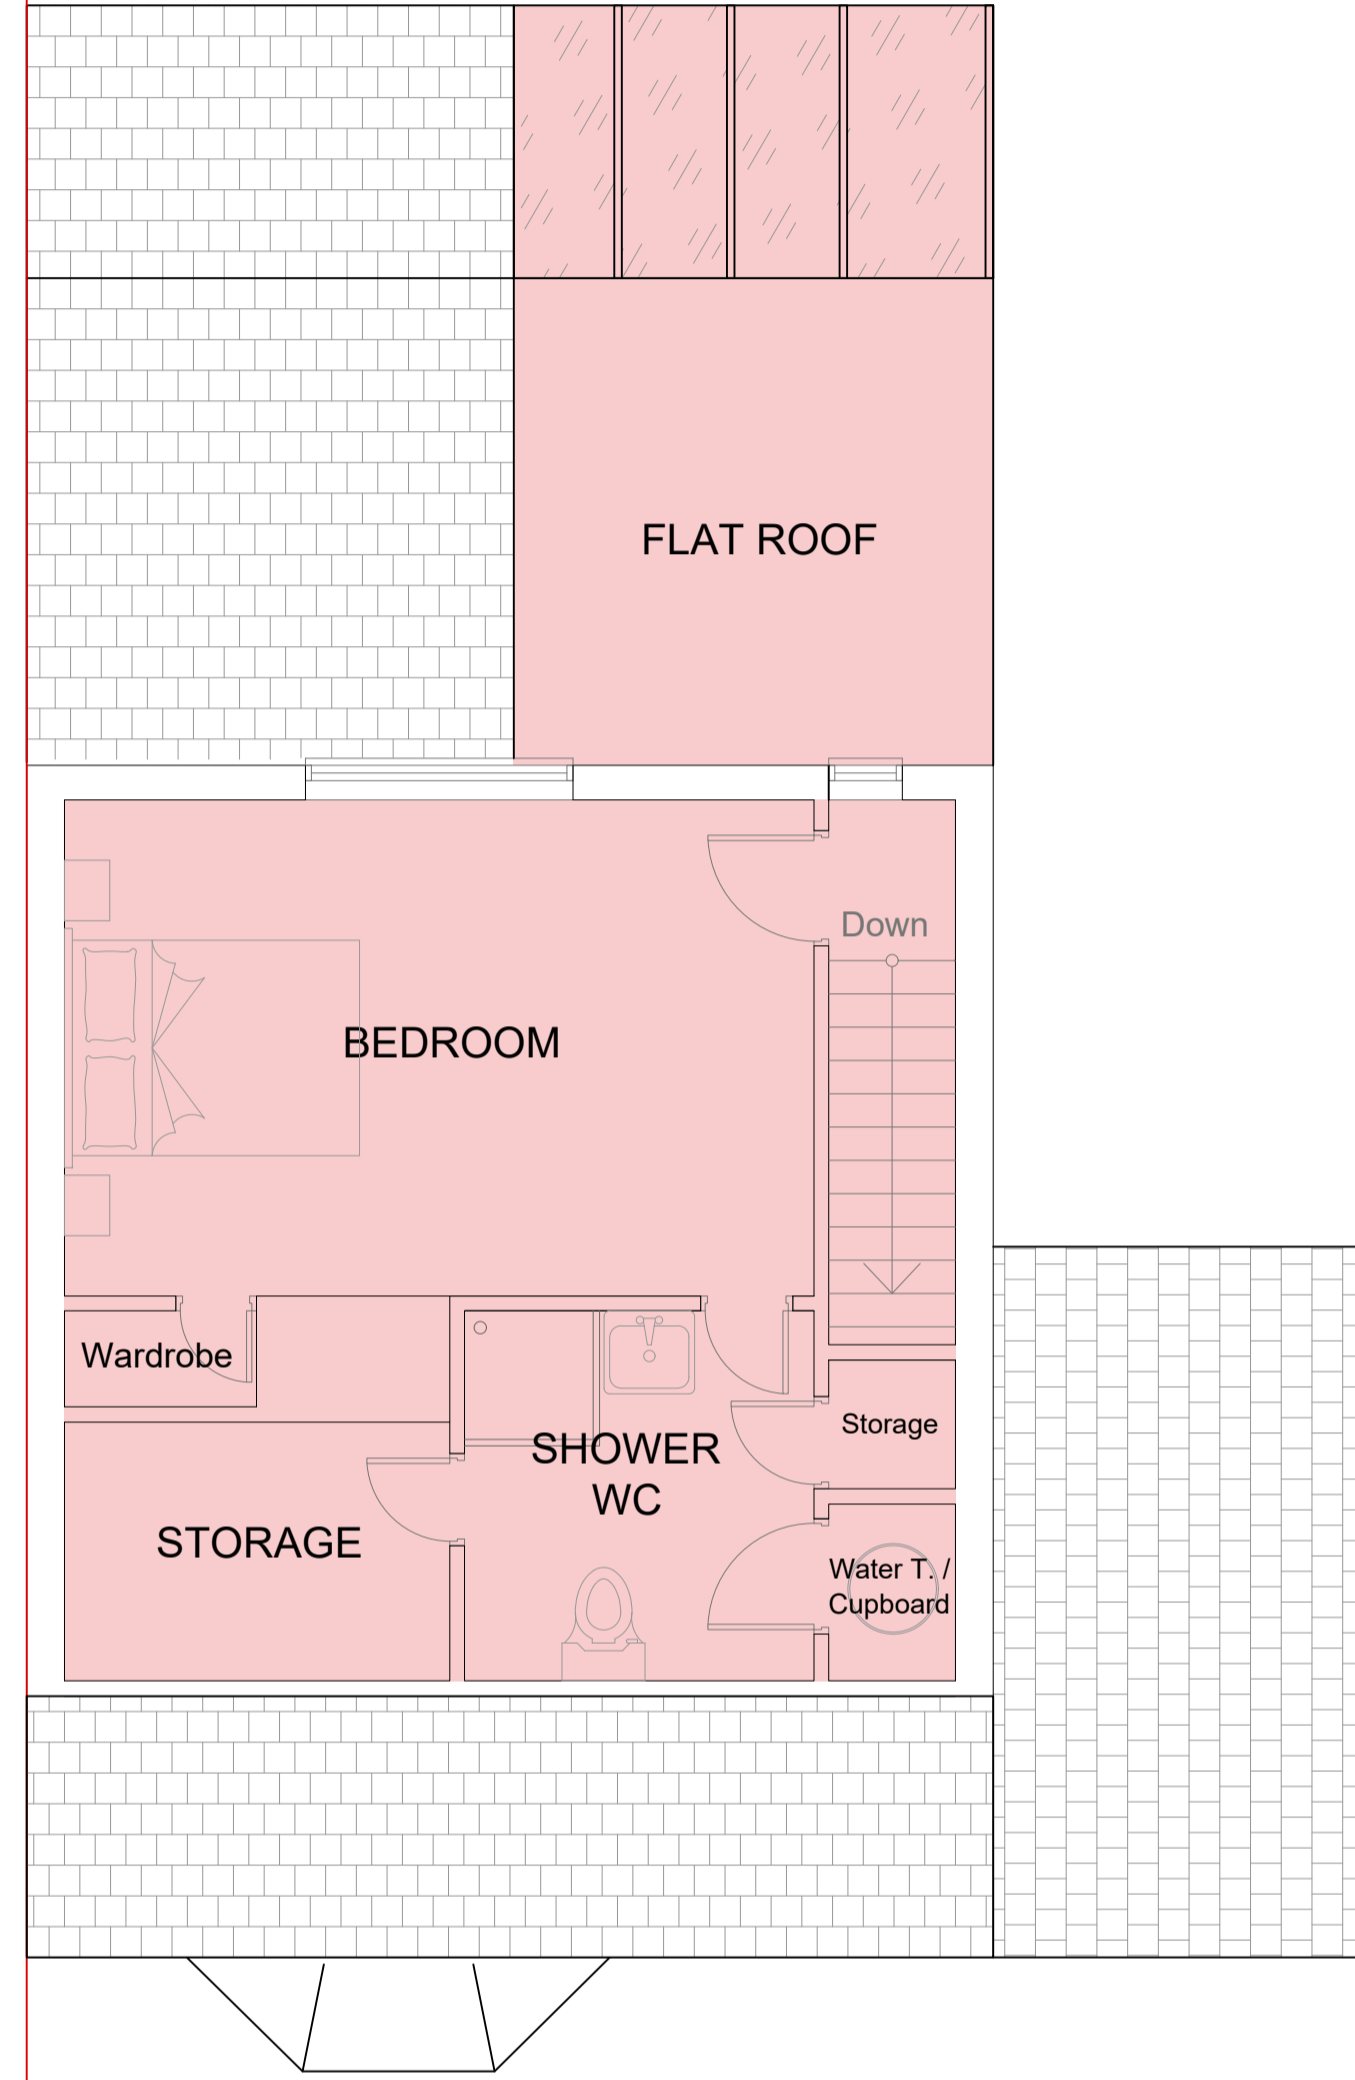 FLAT ROOF
Down
BEDROOM
Wardrobe
Storage
SHOWER
WC
STORAGE
Water T. /
Cupboard